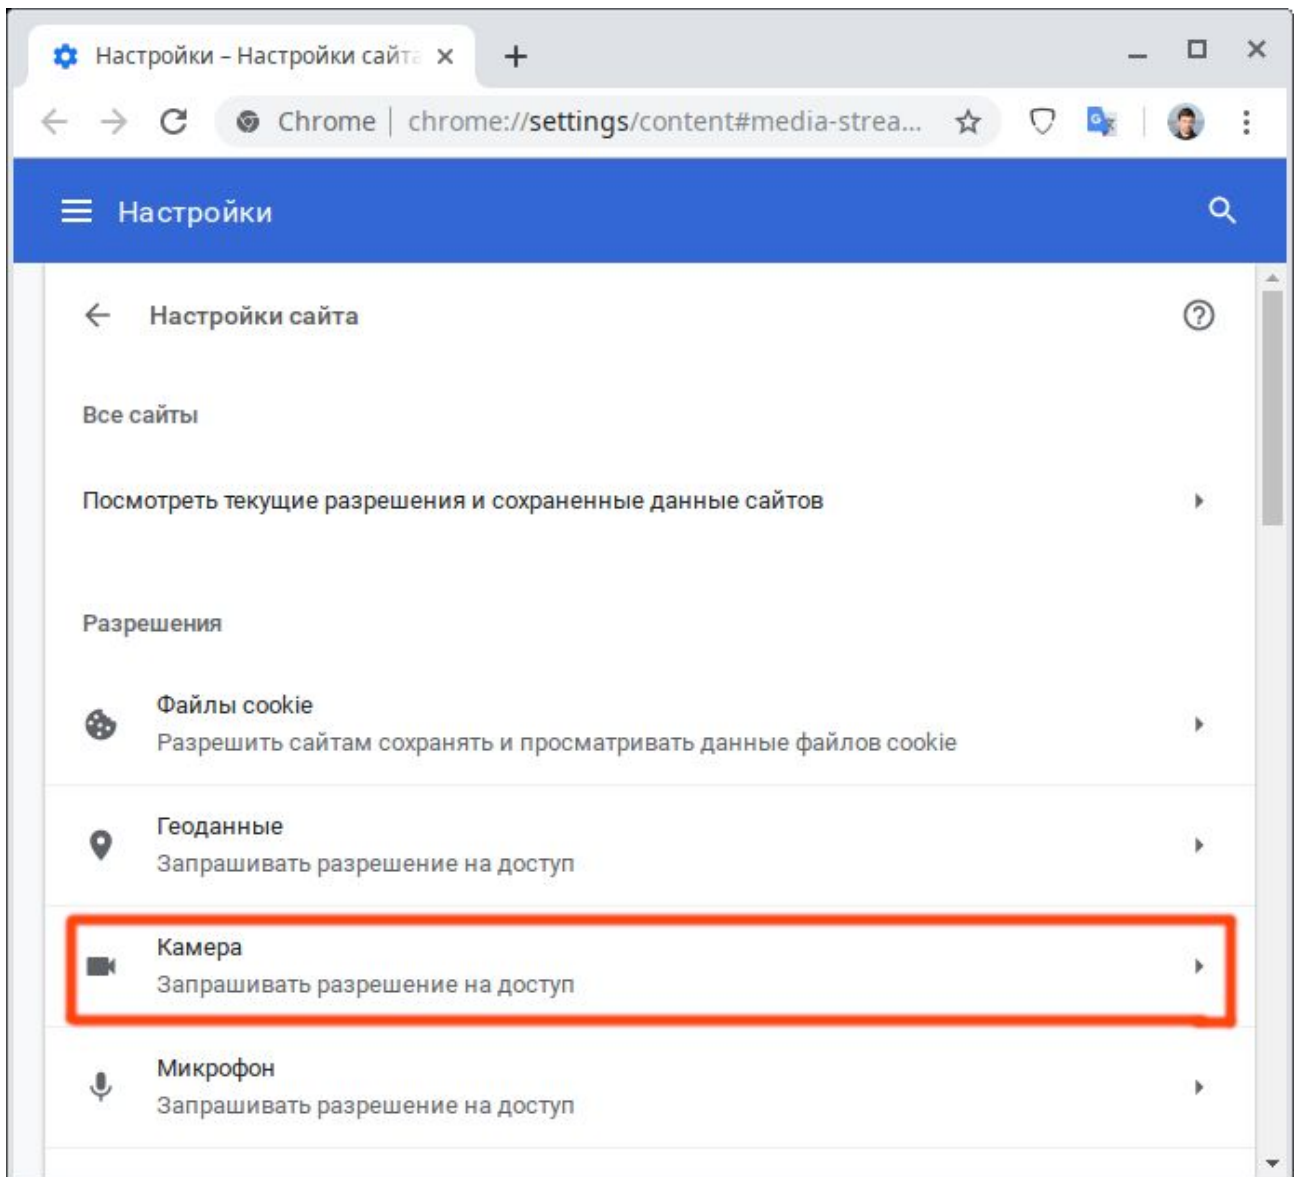 Настройки – Настройки сайта
Chrome | chrome://settings/content#media-strea...
Настройки
Настройки сайта
Все сайты
Посмотреть текущие разрешения и сохраненные данные сайтов
Разрешения
Файлы cookie
Разрешить сайтам сохранять и просматривать данные файлов cookie
Геоданные
Запрашивать разрешение на доступ
Камера
Запрашивать разрешение на доступ
Микрофон
Запрашивать разрешение на доступ